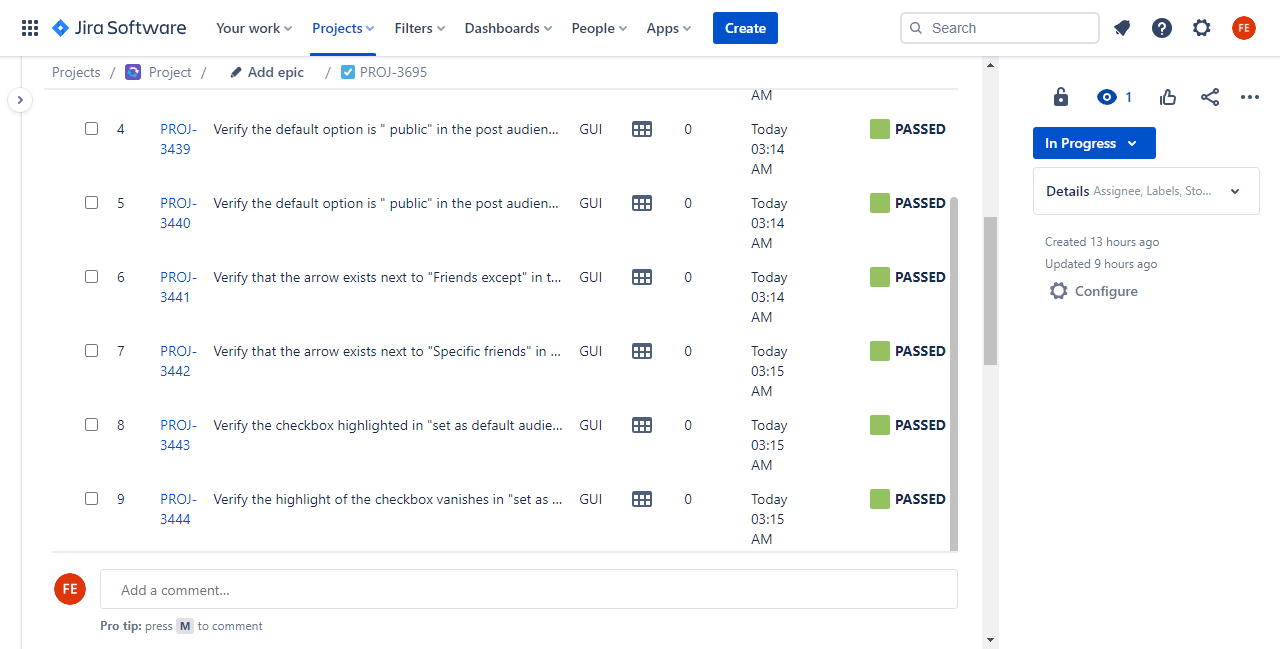 Jira Software Your work Projects Filters Dashboards People Apps Create Search FE
Projects / Project / Add epic / PROJ-3695
1
AM
4 PROJ- Verify the default option is " public" in the post audien... GUI 0 Today PASSED
3439 03:14
AM
In Progress
5 PROJ- Verify the default option is " public" in the post audien... GUI 0 Today PASSED
3440 03:14
AM
Details Assignee, Labels, Sto...
Created 13 hours ago
Updated 9 hours ago
Configure
6 PROJ- Verify that the arrow exists next to "Friends except" in t... GUI 0 Today PASSED
3441 03:14
AM
7 PROJ- Verify that the arrow exists next to "Specific friends" in ... GUI 0 Today PASSED
3442 03:15
AM
8 PROJ- Verify the checkbox highlighted in "set as default audie... GUI 0 Today PASSED
3443 03:15
AM
9 PROJ- Verify the highlight of the checkbox vanishes in "set as ... GUI 0 Today PASSED
3444 03:15
AM
FE Add a comment...
Pro tip: press M to comment